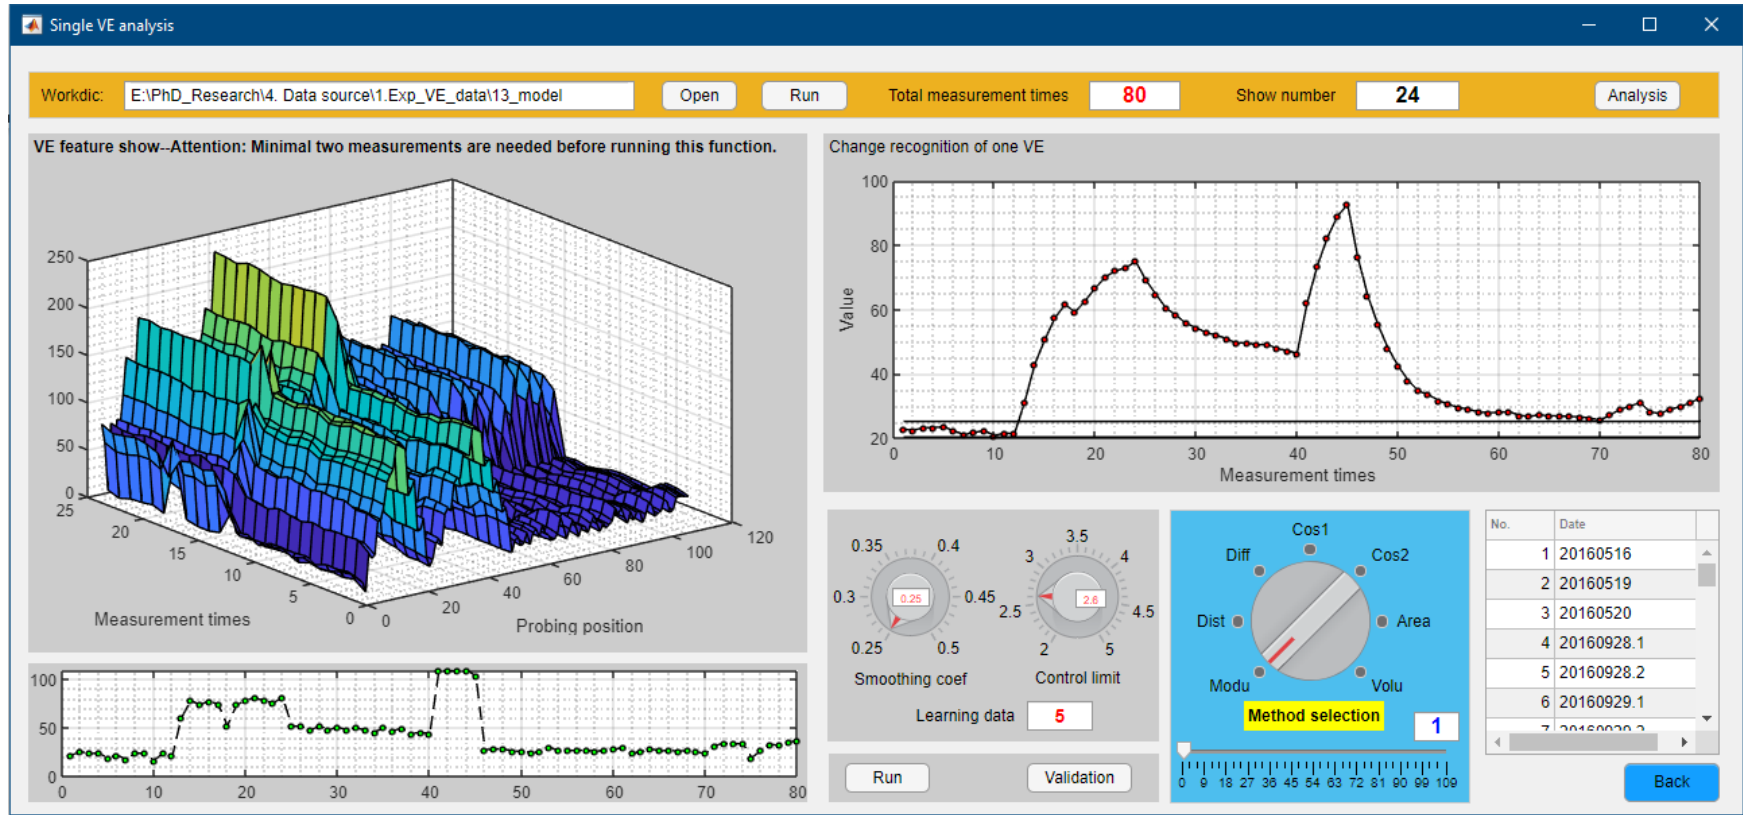 Single VE analysis
Workdic: E:\PhD_Research\4. Data source\1.Exp_VE_data\13_model Open Run Total measurement times 80 Show number 24 Analysis
VE feature show--Attention: Minimal two measurements are needed before running this function.
250
200
150
100
50
0
25
20
15
10
5
0
0
20
40
60
80
100
120
Measurement times
Probing position
Change recognition of one VE
100
80
60
40
20
Value
0 10 20 30 40 50 60 70 80
Measurement times
100
50
0
0 10 20 30 40 50 60 70 80
0.35 0.4
0.3 0.25 0.45
0.25 0.5
Smoothing coef
3.5
3 4
2.5 2.6 4.5
2 5
Control limit
Learning data 5
Run Validation
Cos1
Diff Cos2
Dist Area
Modu Volu
Method selection 1
0 9 18 27 36 45 54 63 72 81 90 99 109
No. Date
1 20160516
2 20160519
3 20160520
4 20160928.1
5 20160928.2
6 20160929.1
7 20160929.2
Back